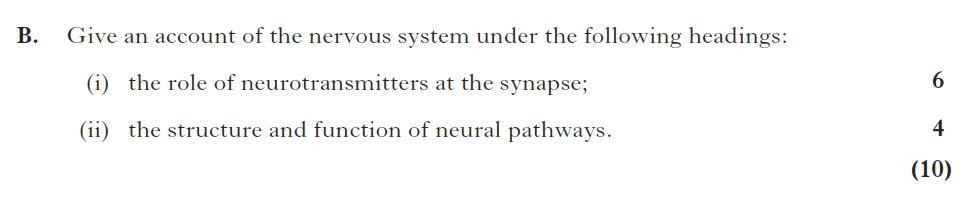 B. Give an account of the nervous system under the following headings:
(i) the role of neurotransmitters at the synapse; 6
(ii) the structure and function of neural pathways. 4
(10)